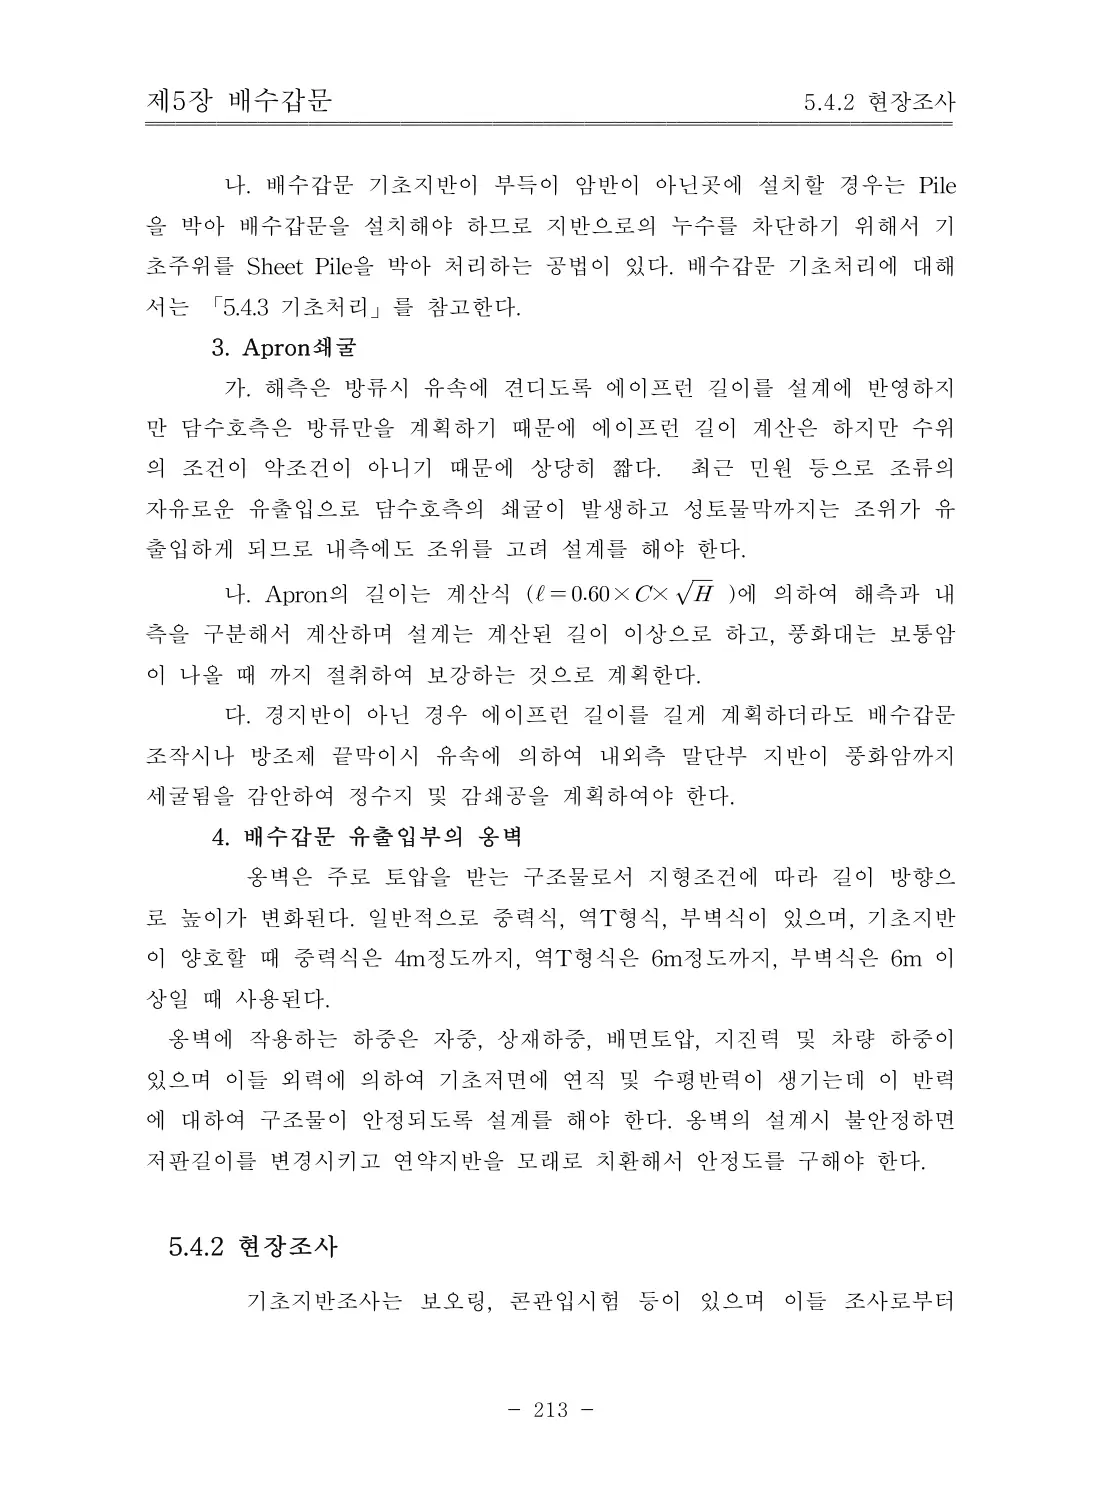 제5장 배수갑문
5.4.2 현장조사
나. 배수갑문 기초지반이 부득이 암반이 아닌곳에 설치할 경우는 Pile
을 박아 배수갑문을 설치해야 하므로 지반으로의 누수를 차단하기 위해서 기
초주위를 Sheet Pile을 박아 처리하는 공법이 있다. 배수갑문 기초처리에 대해
서는 「5.4.3 기초처리」를 참고한다.
3. Apron쇄굴
가. 해측은 방류시 유속에 견디도록 에이프런 길이를 설계에 반영하지
만 담수호측은 방류만을 계획하기 때문에 에이프런 길이 계산은 하지만 수위
의 조건이 악조건이 아니기 때문에 상당히 짧다. 최근 민원 등으로 조류의
자유로운 유출입으로 담수호측의 쇄굴이 발생하고 성토물막까지는 조위가 유
출입하게 되므로 내측에도 조위를 고려 설계를 해야 한다.
나. Apron의 길이는 계산식 (ℓ=0.60×C×√H )에 의하여 해측과 내
측을 구분해서 계산하며 설계는 계산된 길이 이상으로 하고, 풍화대는 보통암
이 나올 때 까지 절취하여 보강하는 것으로 계획한다.
다. 경지반이 아닌 경우 에이프런 길이를 길게 계획하더라도 배수갑문
조작시나 방조제 끝막이시 유속에 의하여 내외측 말단부 지반이 풍화암까지
세굴됨을 감안하여 정수지 및 감쇄공을 계획하여야 한다.
4. 배수갑문 유출입부의 옹벽
옹벽은 주로 토압을 받는 구조물로서 지형조건에 따라 길이 방향으
로 높이가 변화된다. 일반적으로 중력식, 역T형식, 부벽식이 있으며, 기초지반
이 양호할 때 중력식은 4m정도까지, 역T형식은 6m정도까지, 부벽식은 6m 이
상일 때 사용된다.
옹벽에 작용하는 하중은 자중, 상재하중, 배면토압, 지진력 및 차량 하중이
있으며 이들 외력에 의하여 기초저면에 연직 및 수평반력이 생기는데 이 반력
에 대하여 구조물이 안정되도록 설계를 해야 한다. 옹벽의 설계시 불안정하면
저판길이를 변경시키고 연약지반을 모래로 치환해서 안정도를 구해야 한다.
5.4.2 현장조사
기초지반조사는 보오링, 콘관입시험 등이 있으며 이들 조사로부터
- 213 -